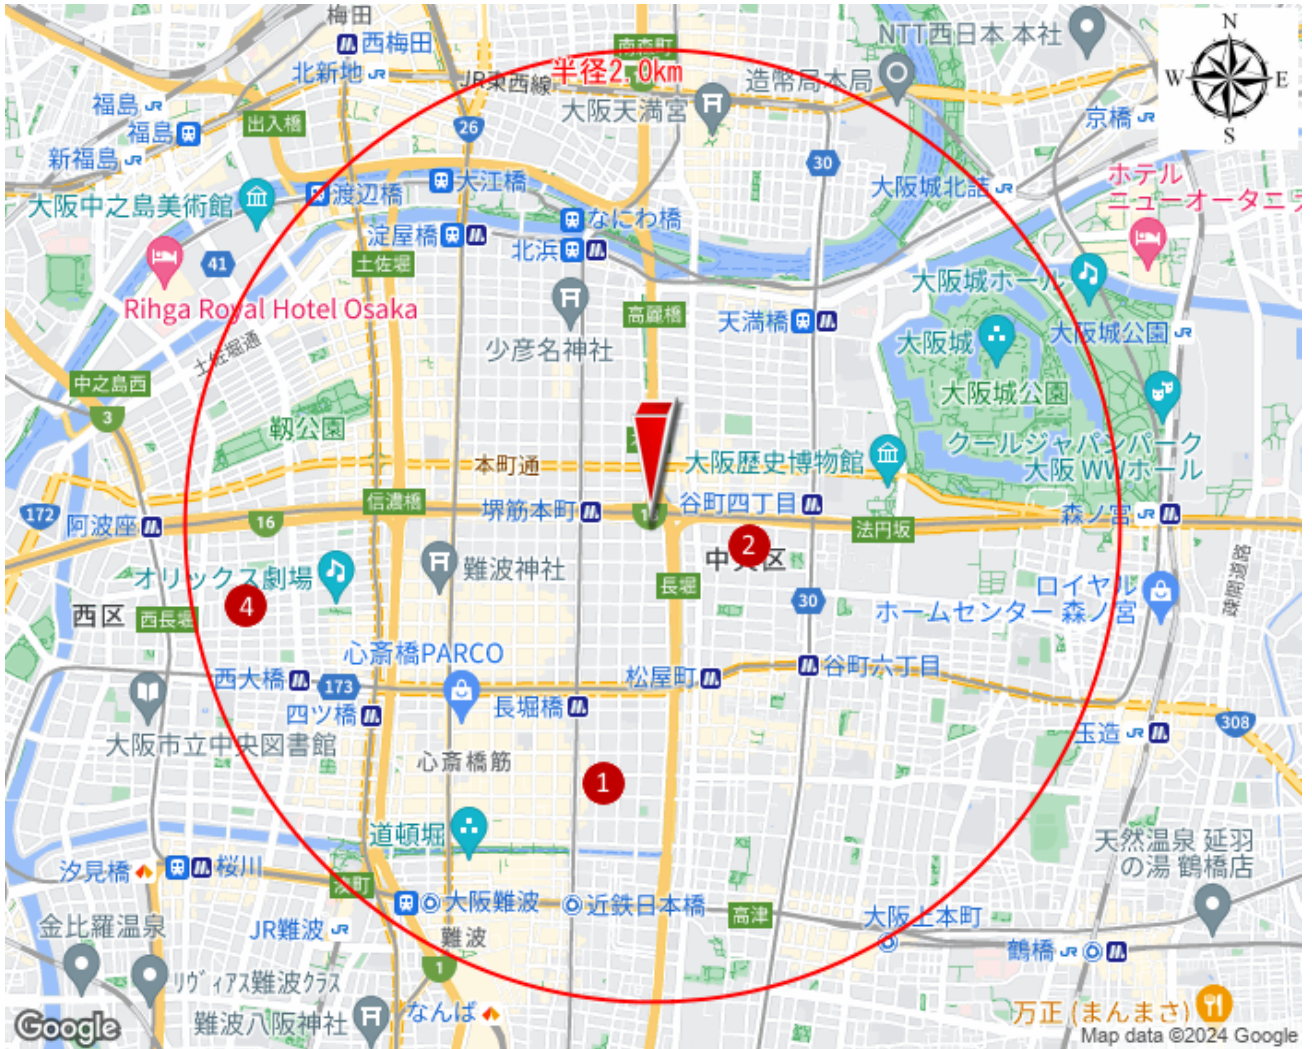 梅田
西梅田
NTT西日本 本社
N
W
E
S
北新地
JR東西線
南森町
半径2.0km
造幣局本局
大阪天満宮
福島
福島
新福島
出入橋
26
30
京橋
大阪中之島美術館
渡辺橋
大江橋
大阪城北詰
ホテル
ニューオータニ
淀屋橋
なにわ橋
北浜
41
土佐堀
Rihga Royal Hotel Osaka
高麗橋
天満橋
大阪城ホール
大阪城公園
土佐堀通
少彦名神社
大阪城
大阪城公園
中之島西
3
靱公園
本町通
大阪歴史博物館
クールジャパンパーク
大阪 WWホール
172
阿波座
16
信濃橋
堺筋本町
谷町四丁目
法円坂
森ノ宮
2
中央区
難波神社
オリックス劇場
4
西区
西長堀
長堀
30
ロイヤル
ホームセンター 森ノ宮
疎開道路
心斎橋PARCO
西大橋
173
松屋町
谷町六丁目
四ツ橋
長堀橋
308
玉造
大阪市立中央図書館
心斎橋筋
1
道頓堀
天然温泉 延羽
の湯 鶴橋店
汐見橋
桜川
湊町
大阪難波
近鉄日本橋
高津
大阪上本町
金比羅温泉
JR難波
難波
鶴橋
リヴィアス難波クラス
1
難波八阪神社
なんば
万正 (まんまさ)
Google
Map data ©2024 Google